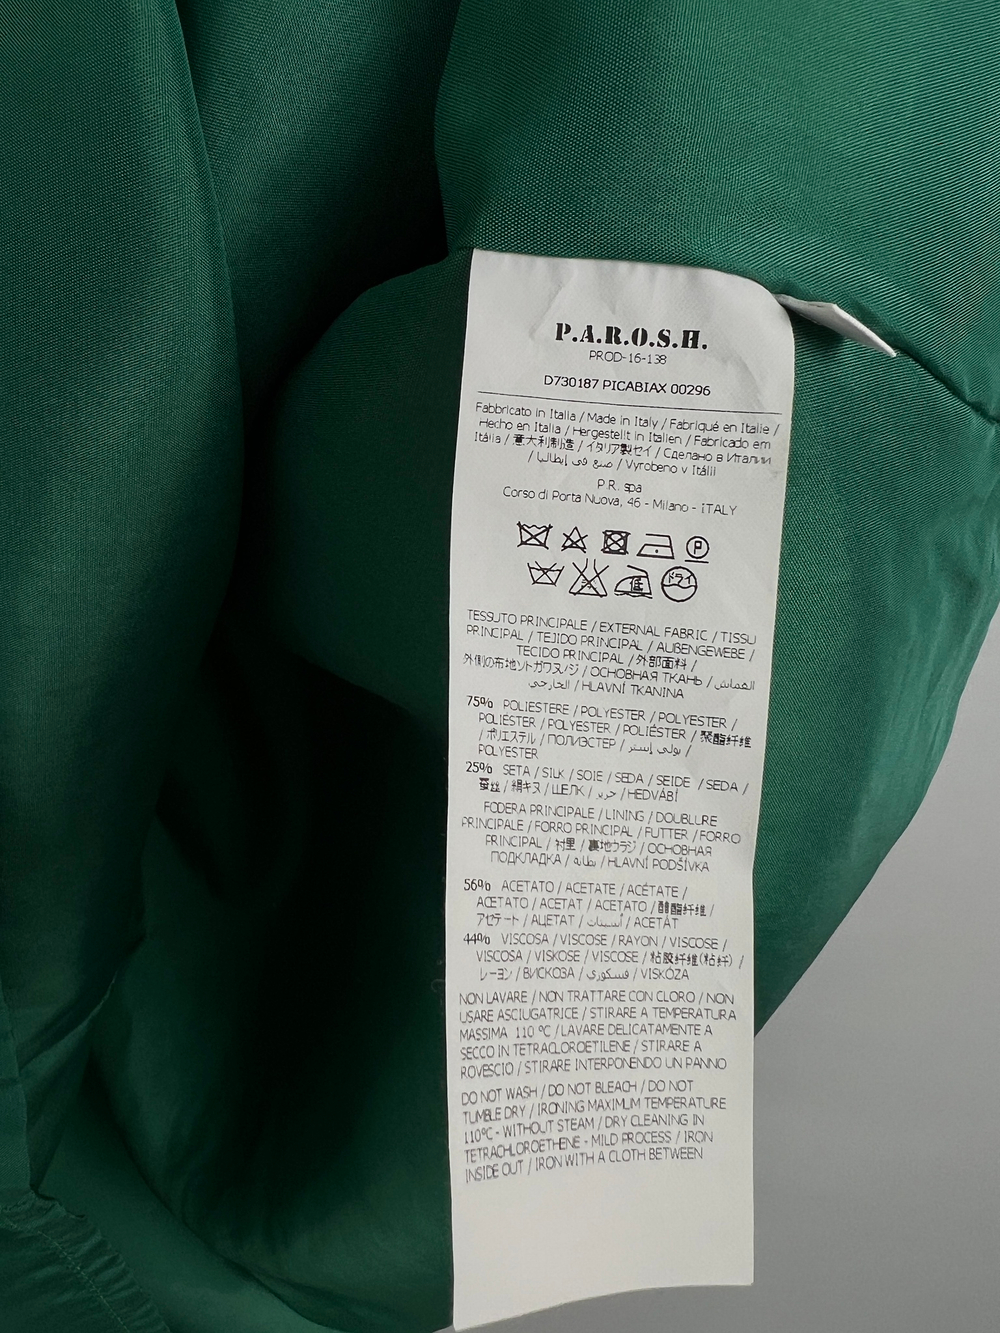 P.A.R.O.S.H.
PROD-16-138
D730187 PICABIAX 00296
Fabbricato in Italia / Made in Italy / Fabriqué en Italie /
Hecho en Italia / Hergestellt in Italien / Fabricado em
Itália / 意大利制造 / イタリア製セイ / Сделано в Италии
/ صنع في إيطاليا / Vyrobeno v Itálii
P.R. spa
Corso di Porta Nuova, 46 - Milano - iTALY
P
低 ドライ
TESSUTO PRINCIPALE / EXTERNAL FABRIC / TISSU
PRINCIPAL / TEJIDO PRINCIPAL / AUßENGEWEBE /
TECIDO PRINCIPAL / 外部面料 /
外側の布地ソトガワヌノジ / ОСНОВНАЯ ТКАНЬ / القماش
الخارجي / HLAVNÍ TKANINA
75% POLIESTERE / POLYESTER / POLYESTER /
POLIÉSTER / POLYESTER / POLIÉSTER / 聚酯纤维
/ ポリエステル / ПОЛИЭСТЕР / بولي إستر /
POLYESTER
25% SETA / SILK / SOIE / SEDA / SEIDE / SEDA /
蚕丝 / 絹キヌ / ШЕЛК / حرير / HEDVÁBÍ
FODERA PRINCIPALE / LINING / DOUBLURE
PRINCIPALE / FORRO PRINCIPAL / FUTTER / FORRO
PRINCIPAL / 衬里 / 裏地ウラジ / ОСНОВНАЯ
ПОДКЛАДКА / بطانة / HLAVNÍ PODŠÍVKA
56% ACETATO / ACETATE / ACÉTATE /
ACETATO / ACETAT / ACETATO / 醋酯纤维 /
アセテート / АЦЕТАТ / أسيتات / ACETÁT
44% VISCOSA / VISCOSE / RAYON / VISCOSE /
VISCOSA / VISKOSE / VISCOSE / 粘胶纤维(粘纤) /
レーヨン / ВИСКОЗА / فسكوزي / VISKÓZA
NON LAVARE / NON TRATTARE CON CLORO / NON
USARE ASCIUGATRICE / STIRARE A TEMPERATURA
MASSIMA 110 ºC / LAVARE DELICATAMENTE A
SECCO IN TETRACLOROETILENE / STIRARE A
ROVESCIO / STIRARE INTERPONENDO UN PANNO
DO NOT WASH / DO NOT BLEACH / DO NOT
TUMBLE DRY / IRONING MAXIMUM TEMPERATURE
110ºC - WITHOUT STEAM / DRY CLEANING IN
TETRACHLOROETHENE - MILD PROCESS / IRON
INSIDE OUT / IRON WITH A CLOTH BETWEEN